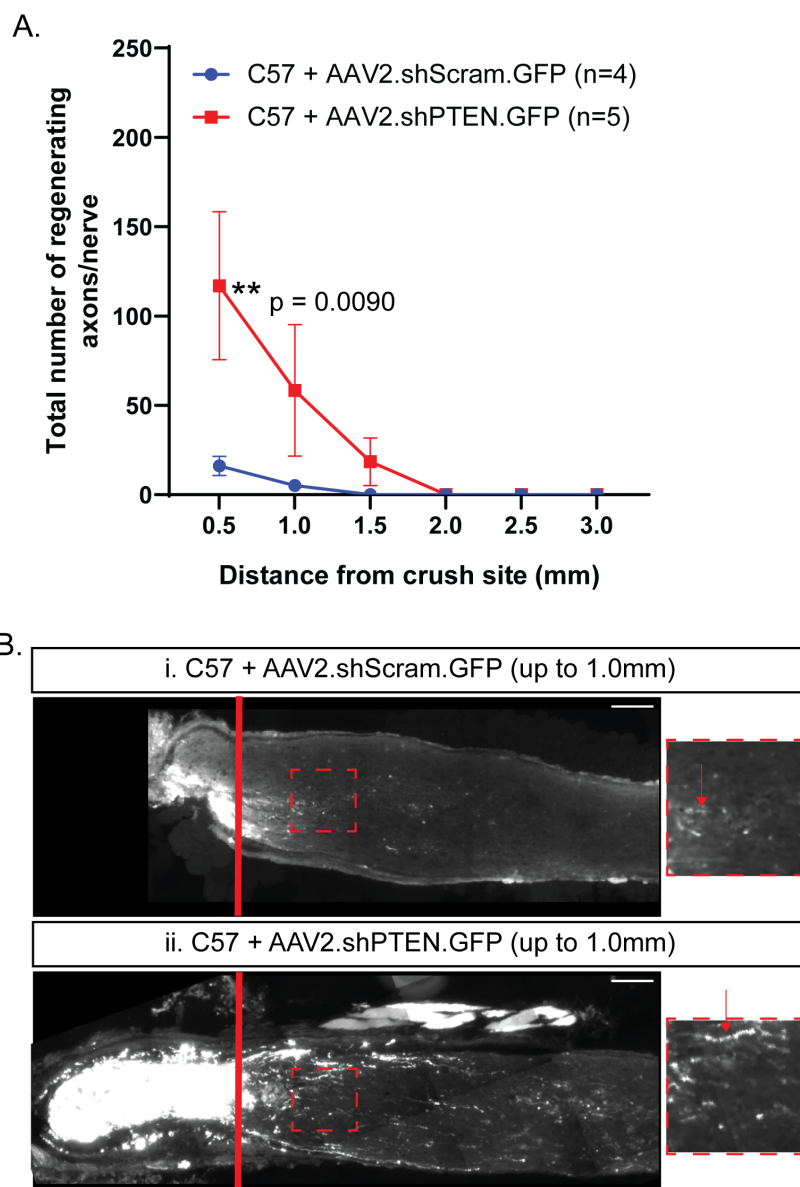 A.
250
200
150
100
50
0
Total number of regenerating
axons/nerve
C57 + AAV2.shScram.GFP (n=4)
C57 + AAV2.shPTEN.GFP (n=5)
** p = 0.0090
0.5 1.0 1.5 2.0 2.5 3.0
Distance from crush site (mm)
B.
i. C57 + AAV2.shScram.GFP (up to 1.0mm)
ii. C57 + AAV2.shPTEN.GFP (up to 1.0mm)